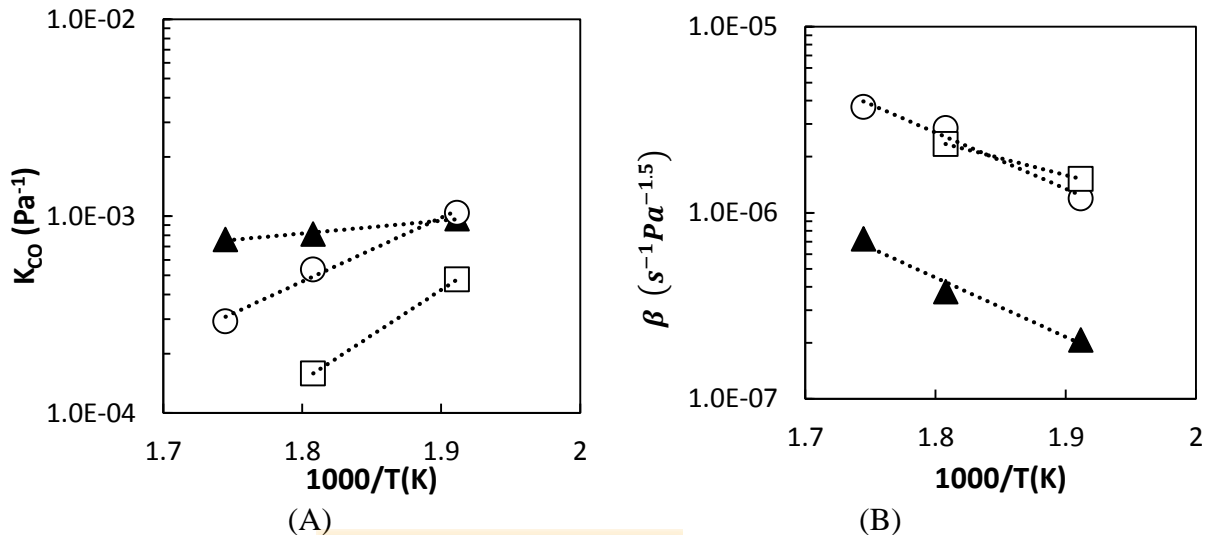 1.0E-02
1.0E-03
1.0E-04
K_CO (Pa⁻¹)
1.7 1.8 1.9 2
1000/T(K)
(A)
1.0E-05
1.0E-06
1.0E-07
β (s⁻¹Pa⁻¹·⁵)
1.7 1.8 1.9 2
1000/T(K)
(B)